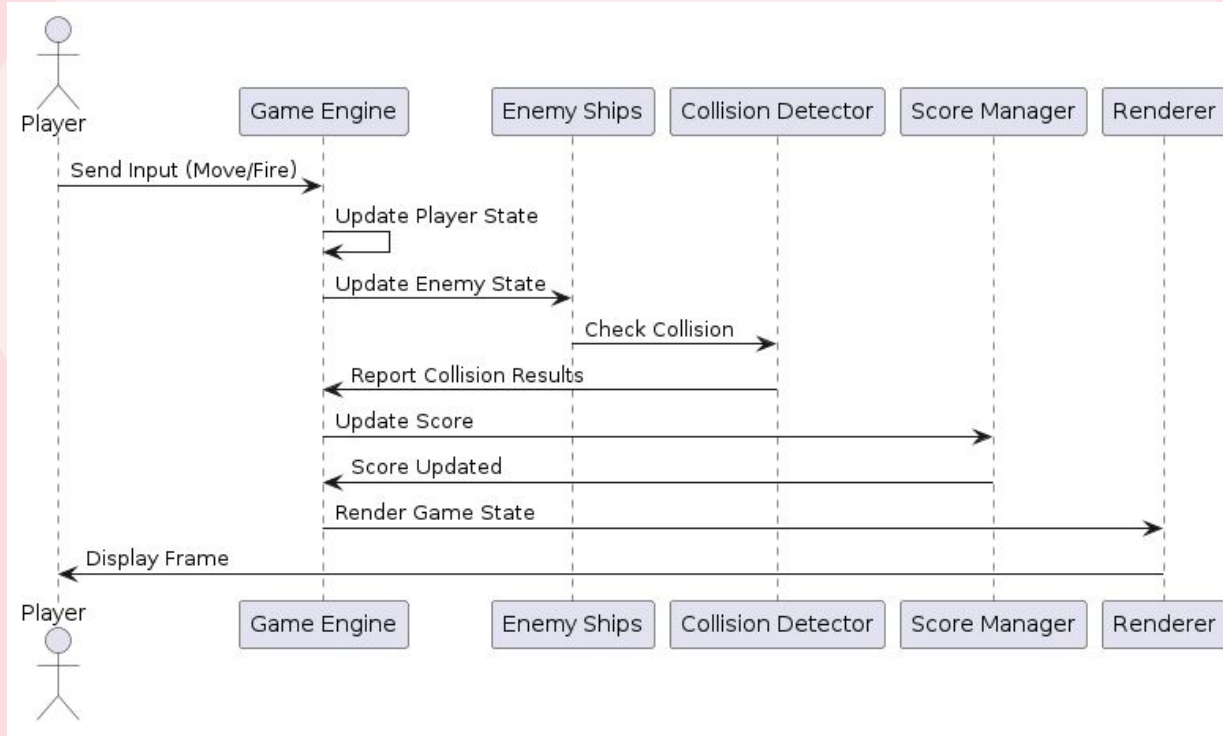 Player
Game Engine
Enemy Ships
Collision Detector
Score Manager
Renderer
Send Input (Move/Fire)
Update Player State
Update Enemy State
Check Collision
Report Collision Results
Update Score
Score Updated
Render Game State
Display Frame
Player
Game Engine
Enemy Ships
Collision Detector
Score Manager
Renderer